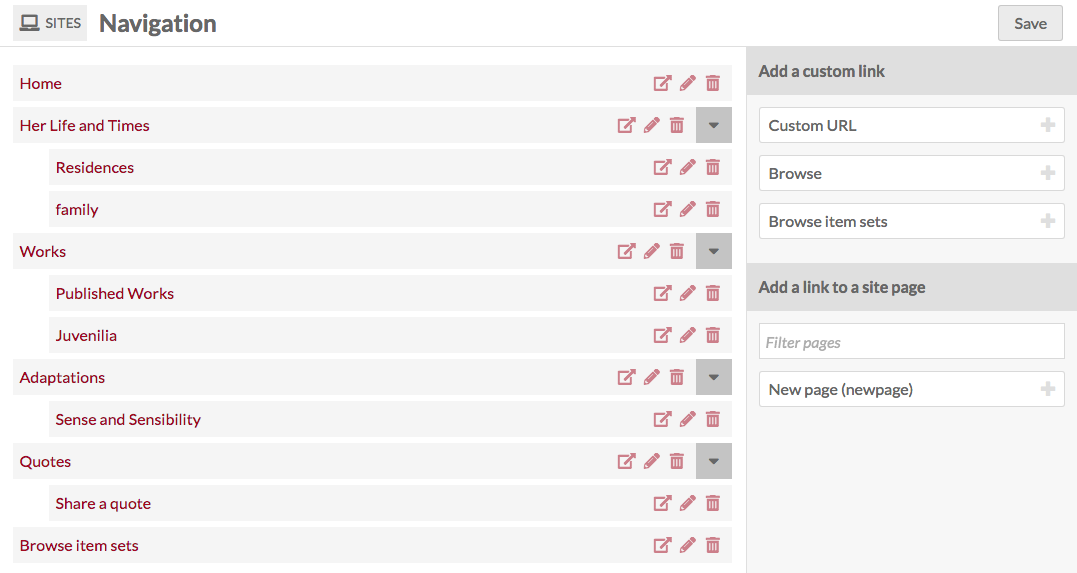 SITES Navigation
Save
Home
Her Life and Times
Residences
family
Works
Published Works
Juvenilia
Adaptations
Sense and Sensibility
Quotes
Share a quote
Browse item sets
Add a custom link
Custom URL
Browse
Browse item sets
Add a link to a site page
Filter pages
New page (newpage)